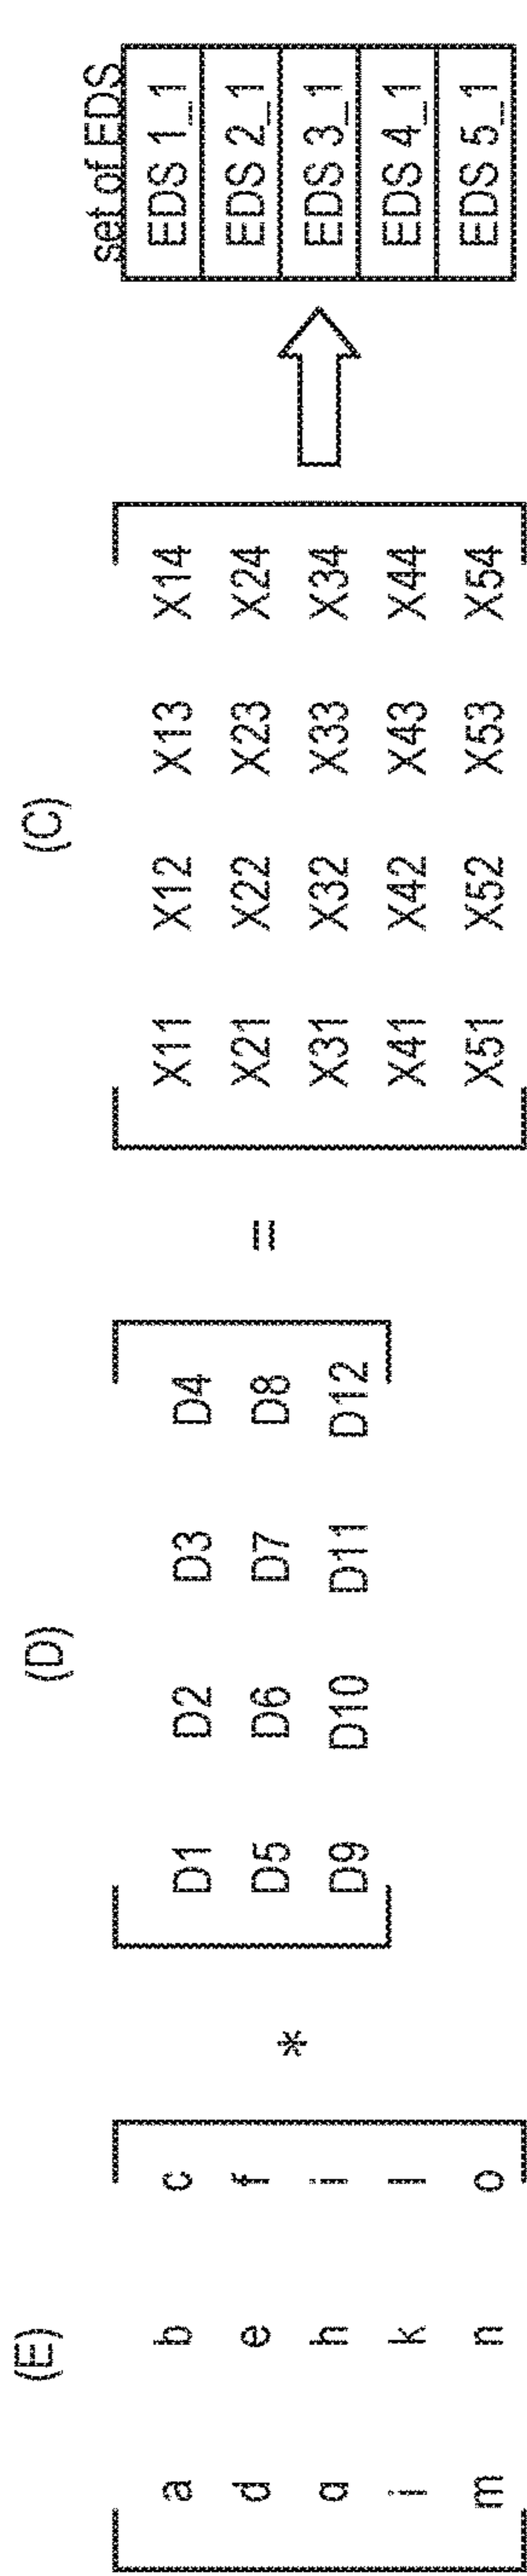 (E)
a b c
d e f
g h i
j k l
m n o
*
(D)
D1 D2 D3 D4
D5 D6 D7 D8
D9 D10 D11 D12
=
(C)
X11 X12 X13 X14
X21 X22 X23 X24
X31 X32 X33 X34
X41 X42 X43 X44
X51 X52 X53 X54
set of EDS
EDS 1_1
EDS 2_1
EDS 3_1
EDS 4_1
EDS 5_1